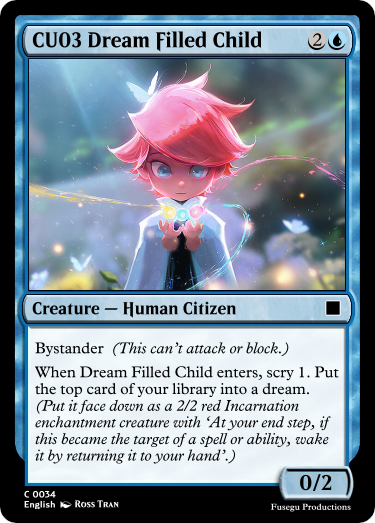 CU03 Dream Filled Child 2
Creature — Human Citizen
Bystander (This can't attack or block.)
When Dream Filled Child enters, scry 1. Put
the top card of your library into a dream.
(Put it face down as a 2/2 red Incarnation
enchantment creature with ‘At your end step, if
this became the target of a spell or ability, wake
it by returning it to your hand’.)
0/2
C 0034
English Ross Tran
Fusegu Productions